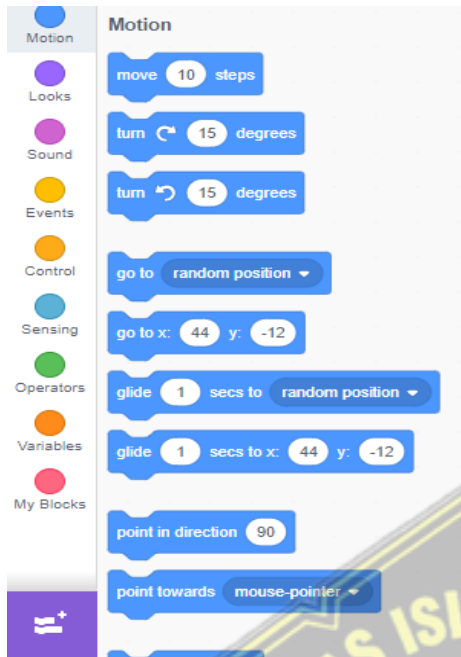 Motion
Looks
Sound
Events
Control
Sensing
Operators
Variables
My Blocks
Motion
move 10 steps
turn 15 degrees
turn 15 degrees
go to random position
go to x: 44 y: -12
glide 1 secs to random position
glide 1 secs to x: 44 y: -12
point in direction 90
point towards mouse-pointer